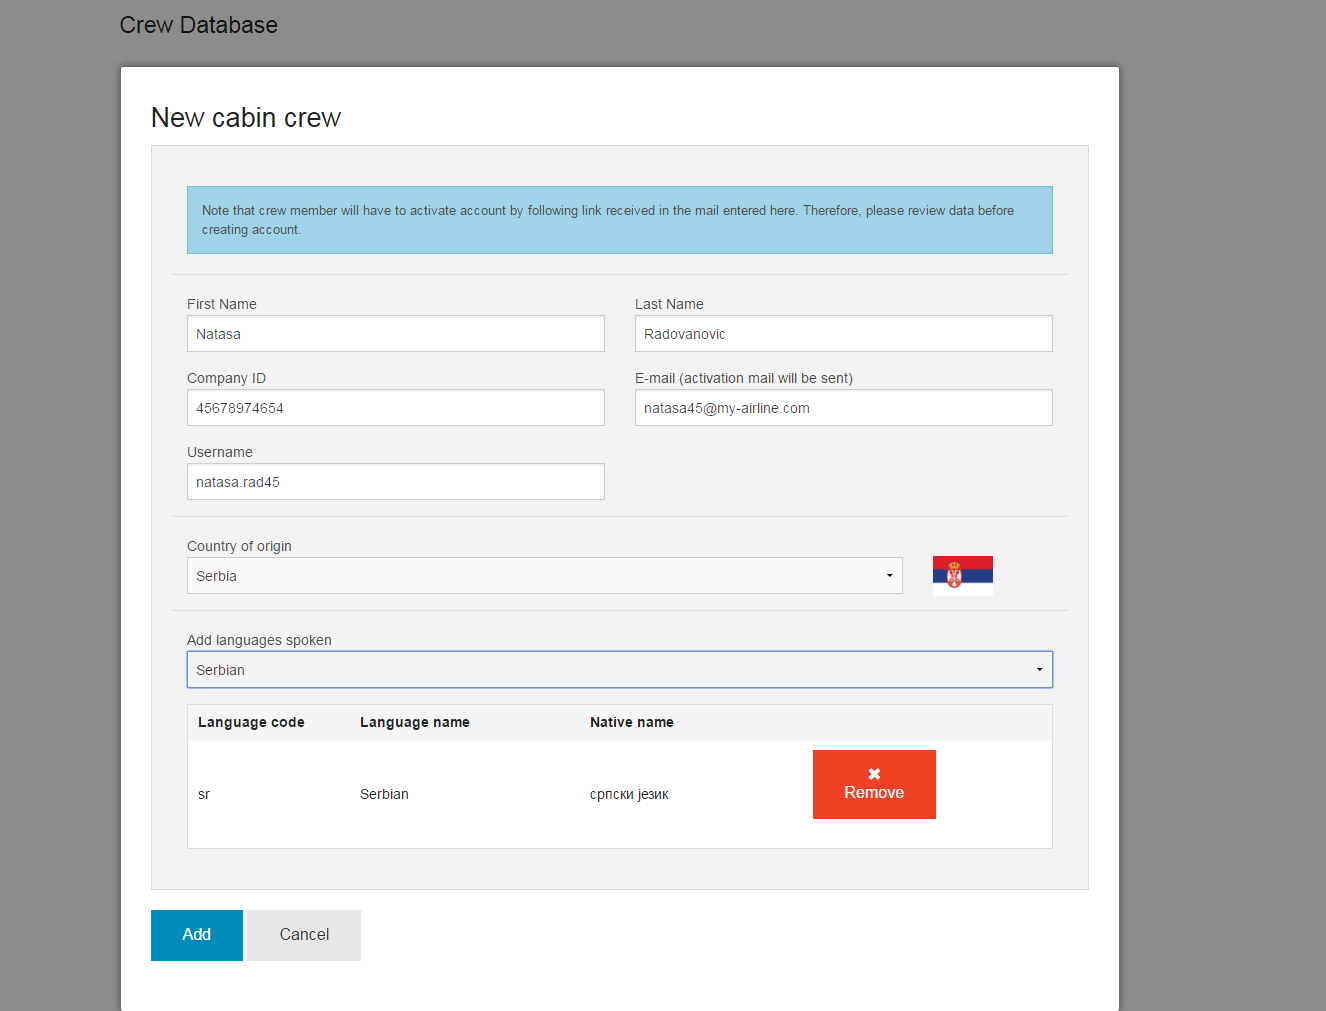 Crew Database
New cabin crew
Note that crew member will have to activate account by following link received in the mail entered here. Therefore, please review data before
creating account.
First Name
Last Name
Natasa
Radovanovic
Company ID
E-mail (activation mail will be sent)
45678974654
natasa45@my-airline.com
Username
natasa.rad45
Country of origin
Serbia
Add languages spoken
Serbian
Language code
Language name
Native name
sr
Serbian
српски језик
✖
Remove
Add
Cancel